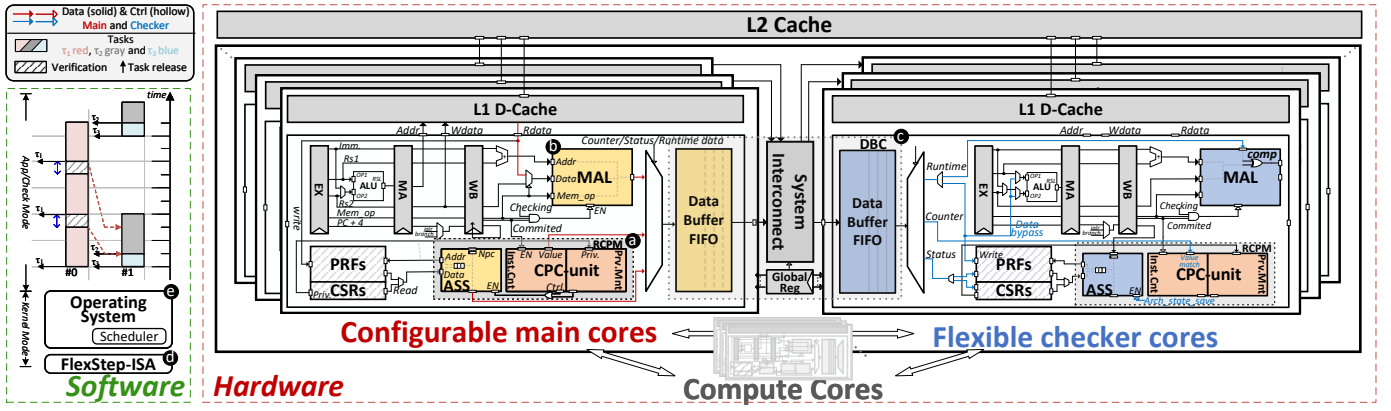 Data (solid) & Ctrl (hollow)
Main and Checker
Tasks
τ1 red, τ2 gray and τ3 blue
Verification
Task release
time
τ3
τ1
τ1
τ2
τ1
App/Check Mode
#0
#1
Kernel Mode
Operating
System
Scheduler
e
FlexStep-ISA
d
Software
Hardware
L2 Cache
L1 D-Cache
Addr
Wdata
Rdata
Counter/Status/Runtime data
Imm.
Rs1
EX
OP1
OP2
RSL
ALU
Rs2
Mem_op
PC + 4
MA
WB
b
Addr
Data
Mem_op
MAL
EN
Checking
Commited
write
PRFs
CSRs
Priv.
Read
Addr
Data
Npc
ASS
EN
a
RCPM
EN
Value
Priv.
Inst.Cnt
CPC-unit
Prv.Mnt
Ctrl
Data
Buffer
FIFO
System
Interconnect
Global
Reg
c
DBC
Data
Buffer
FIFO
Runtime
Counter
Status
L1 D-Cache
Addr
Wdata
Rdata
EX
OP1
OP2
RSL
ALU
MA
WB
comp
MAL
Checking
Commited
Data
bypass
Write
PRFs
CSRs
ASS
EN
RCPM
Value
match
Inst.Cnt
CPC-unit
Prv.Mnt
Arch_state_save
Configurable main cores
Flexible checker cores
Compute Cores